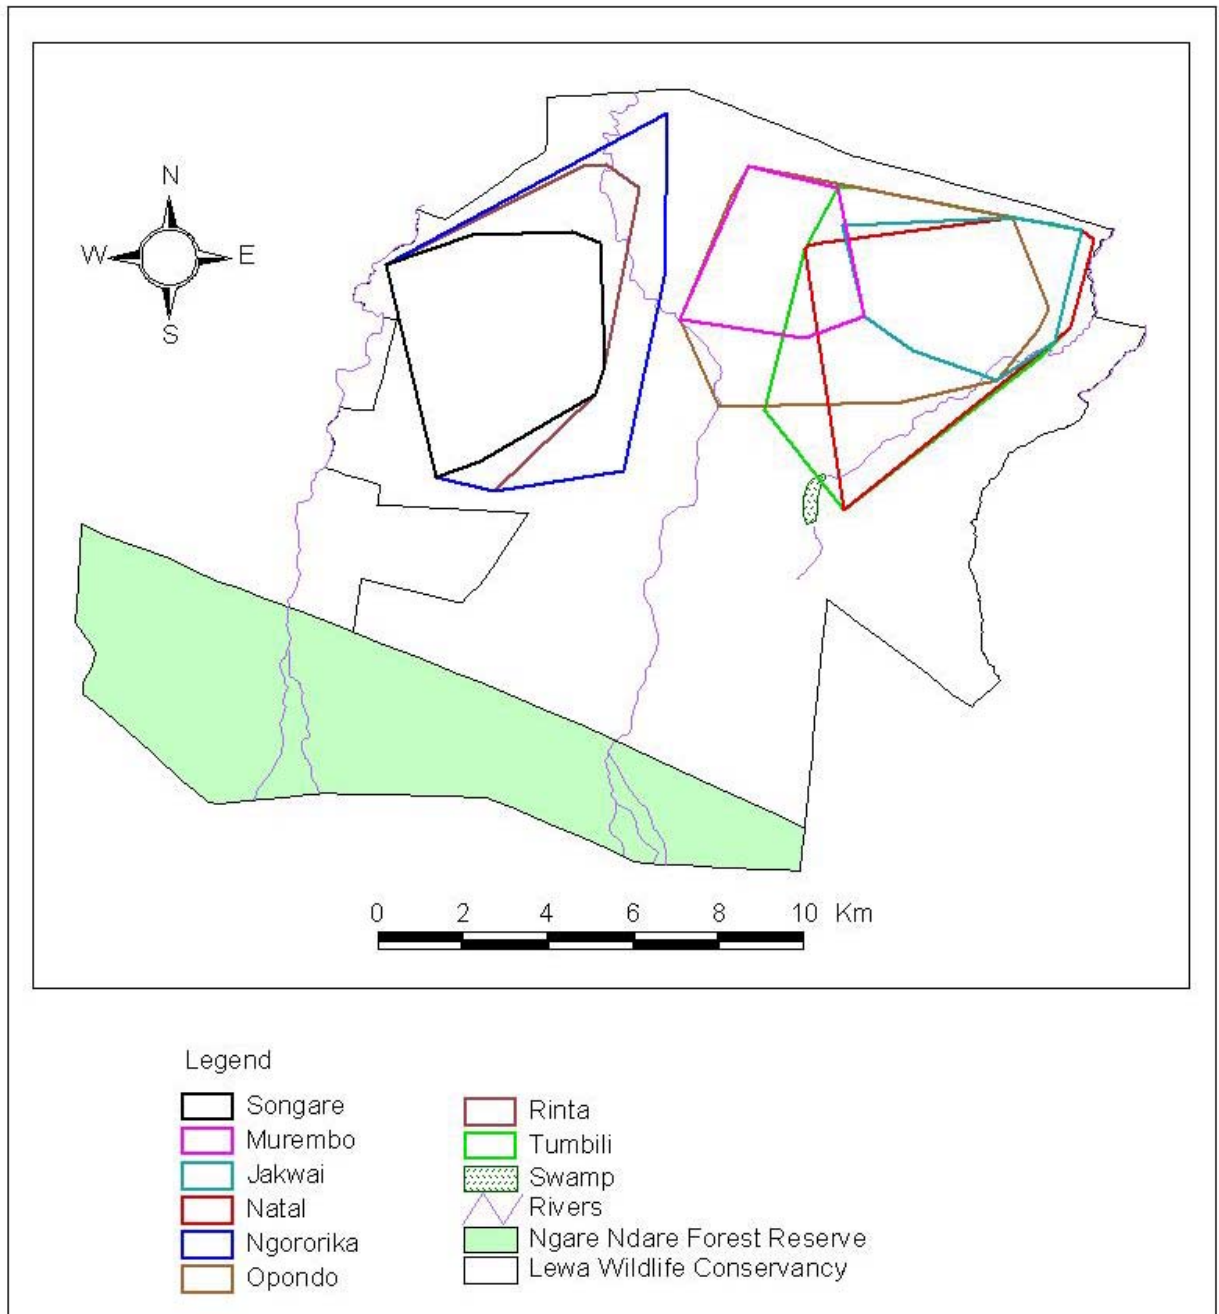 N
W E
S
0 2 4 6 8 10 Km
Legend
Songare
Murembo
Jakwai
Natal
Ngororika
Opondo
Rinta
Tumbili
Swamp
Rivers
Ngare Ndare Forest Reserve
Lewa Wildlife Conservancy